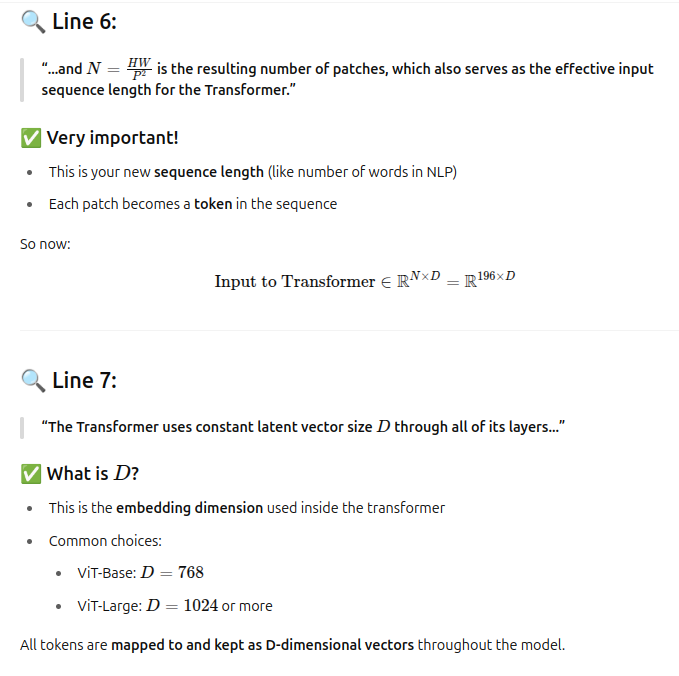 🔍 Line 6:
“...and N = HW/P² is the resulting number of patches, which also serves as the effective input
sequence length for the Transformer.”
✅ Very important!
• This is your new sequence length (like number of words in NLP)
• Each patch becomes a token in the sequence
So now:
Input to Transformer ∈ ℝ^{N×D} = ℝ^{196×D}
🔍 Line 7:
“The Transformer uses constant latent vector size D through all of its layers...”
✅ What is D?
• This is the embedding dimension used inside the transformer
• Common choices:
• ViT-Base: D = 768
• ViT-Large: D = 1024 or more
All tokens are mapped to and kept as D-dimensional vectors throughout the model.